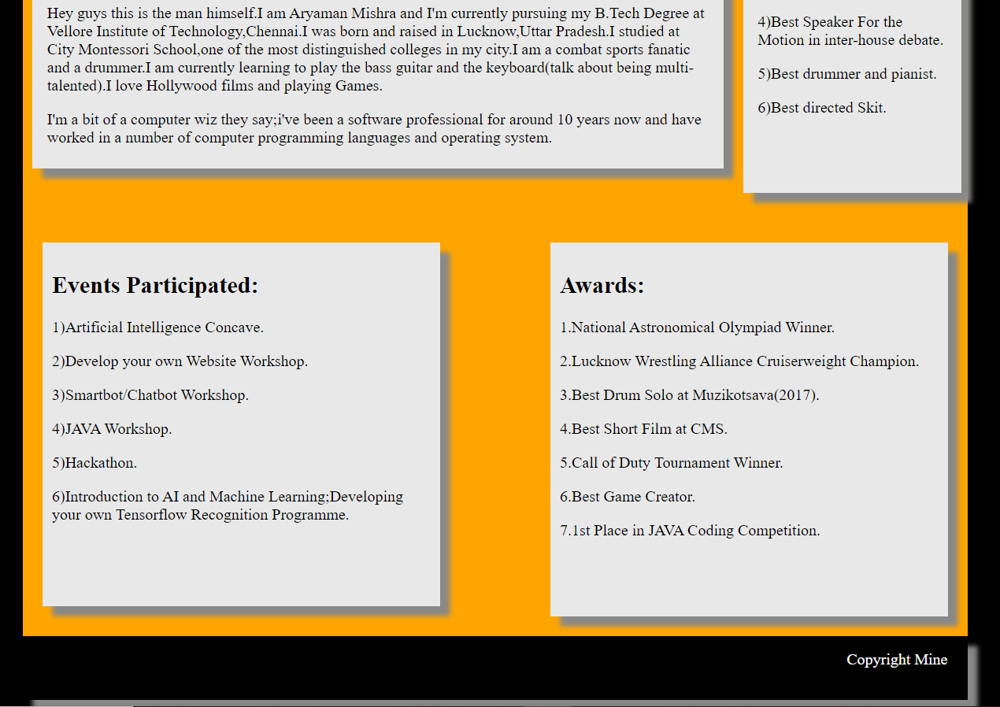 Hey guys this is the man himself.I am Aryaman Mishra and I'm currently pursuing my B.Tech Degree at
Vellore Institute of Technology,Chennai.I was born and raised in Lucknow,Uttar Pradesh.I studied at
City Montessori School,one of the most distinguished colleges in my city.I am a combat sports fanatic
and a drummer.I am currently learning to play the bass guitar and the keyboard(talk about being multi-
talented).I love Hollywood films and playing Games.
I'm a bit of a computer wiz they say;i've been a software professional for around 10 years now and have
worked in a number of computer programming languages and operating system.
4)Best Speaker For the
Motion in inter-house debate.
5)Best drummer and pianist.
6)Best directed Skit.
Events Participated:
1)Artificial Intelligence Concave.
2)Develop your own Website Workshop.
3)Smartbot/Chatbot Workshop.
4)JAVA Workshop.
5)Hackathon.
6)Introduction to AI and Machine Learning;Developing
your own Tensorflow Recognition Programme.
Awards:
1.National Astronomical Olympiad Winner.
2.Lucknow Wrestling Alliance Cruiserweight Champion.
3.Best Drum Solo at Muzikotsava(2017).
4.Best Short Film at CMS.
5.Call of Duty Tournament Winner.
6.Best Game Creator.
7.1st Place in JAVA Coding Competition.
Copyright Mine